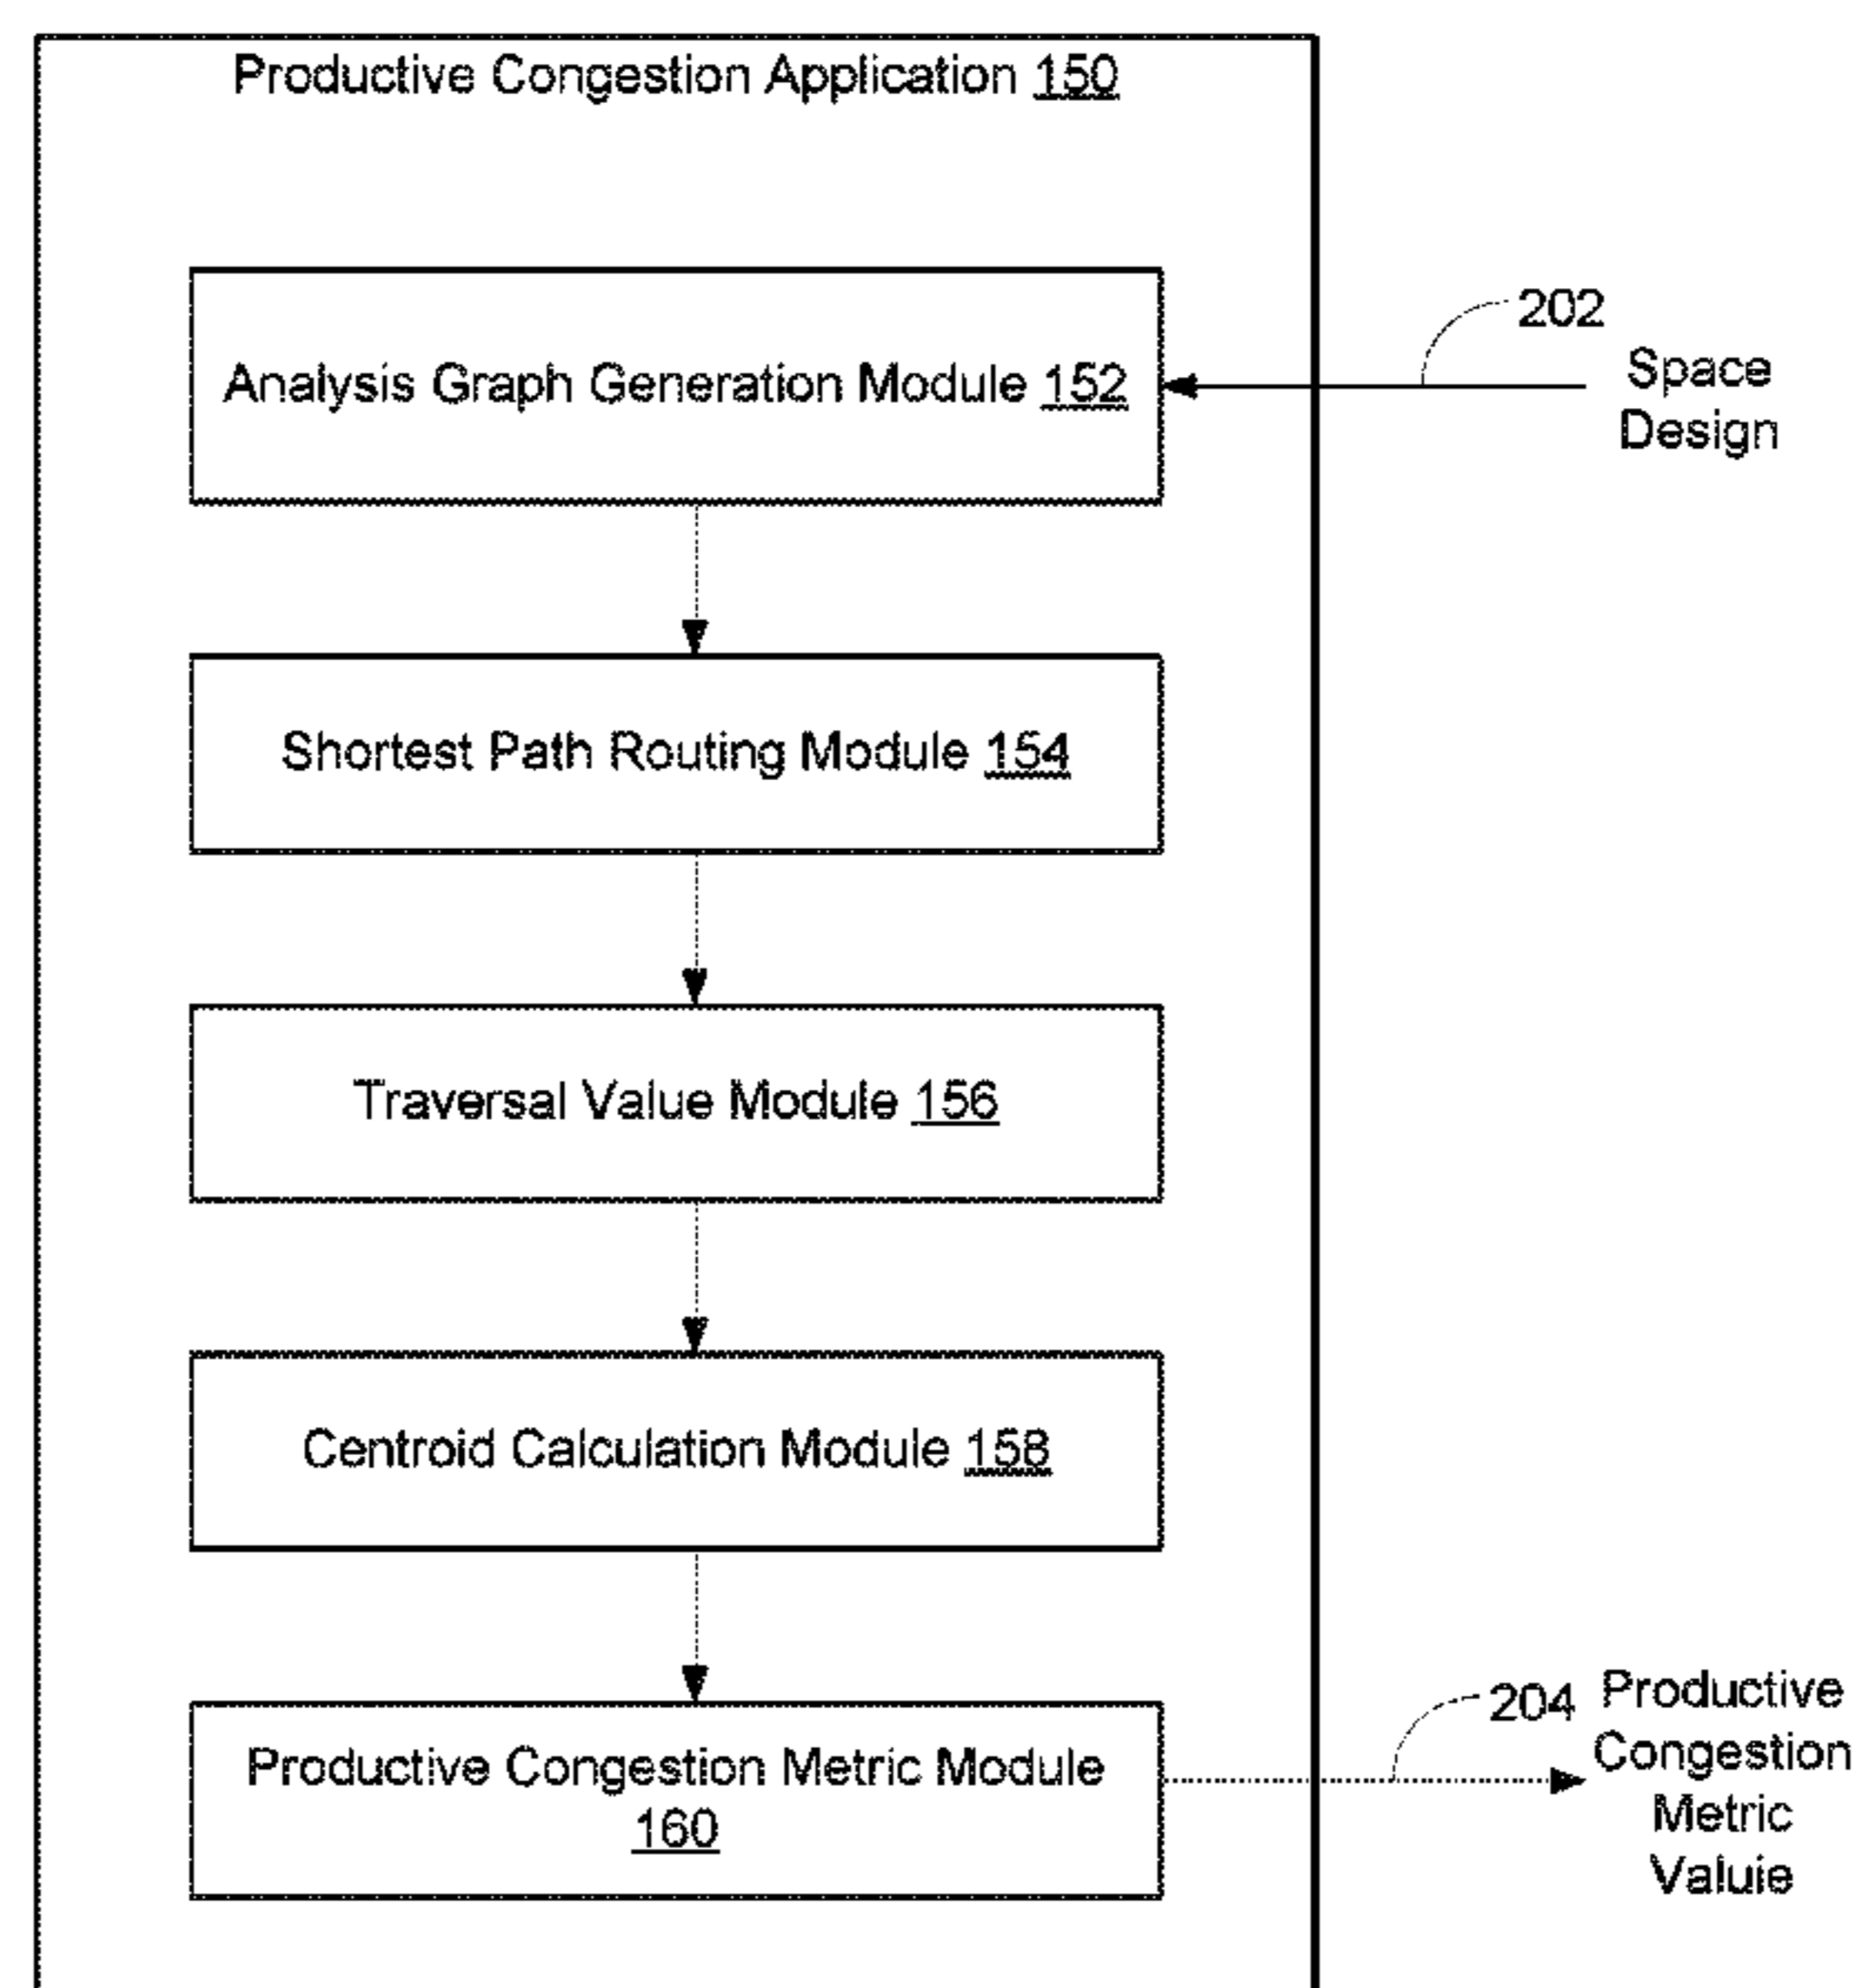 Productive Congestion Application 150
Analysis Graph Generation Module 152
202
Space
Design
Shortest Path Routing Module 154
Traversal Value Module 156
Centroid Calculation Module 158
Productive Congestion Metric Module
160
204
Productive
Congestion
Metric
Valuie